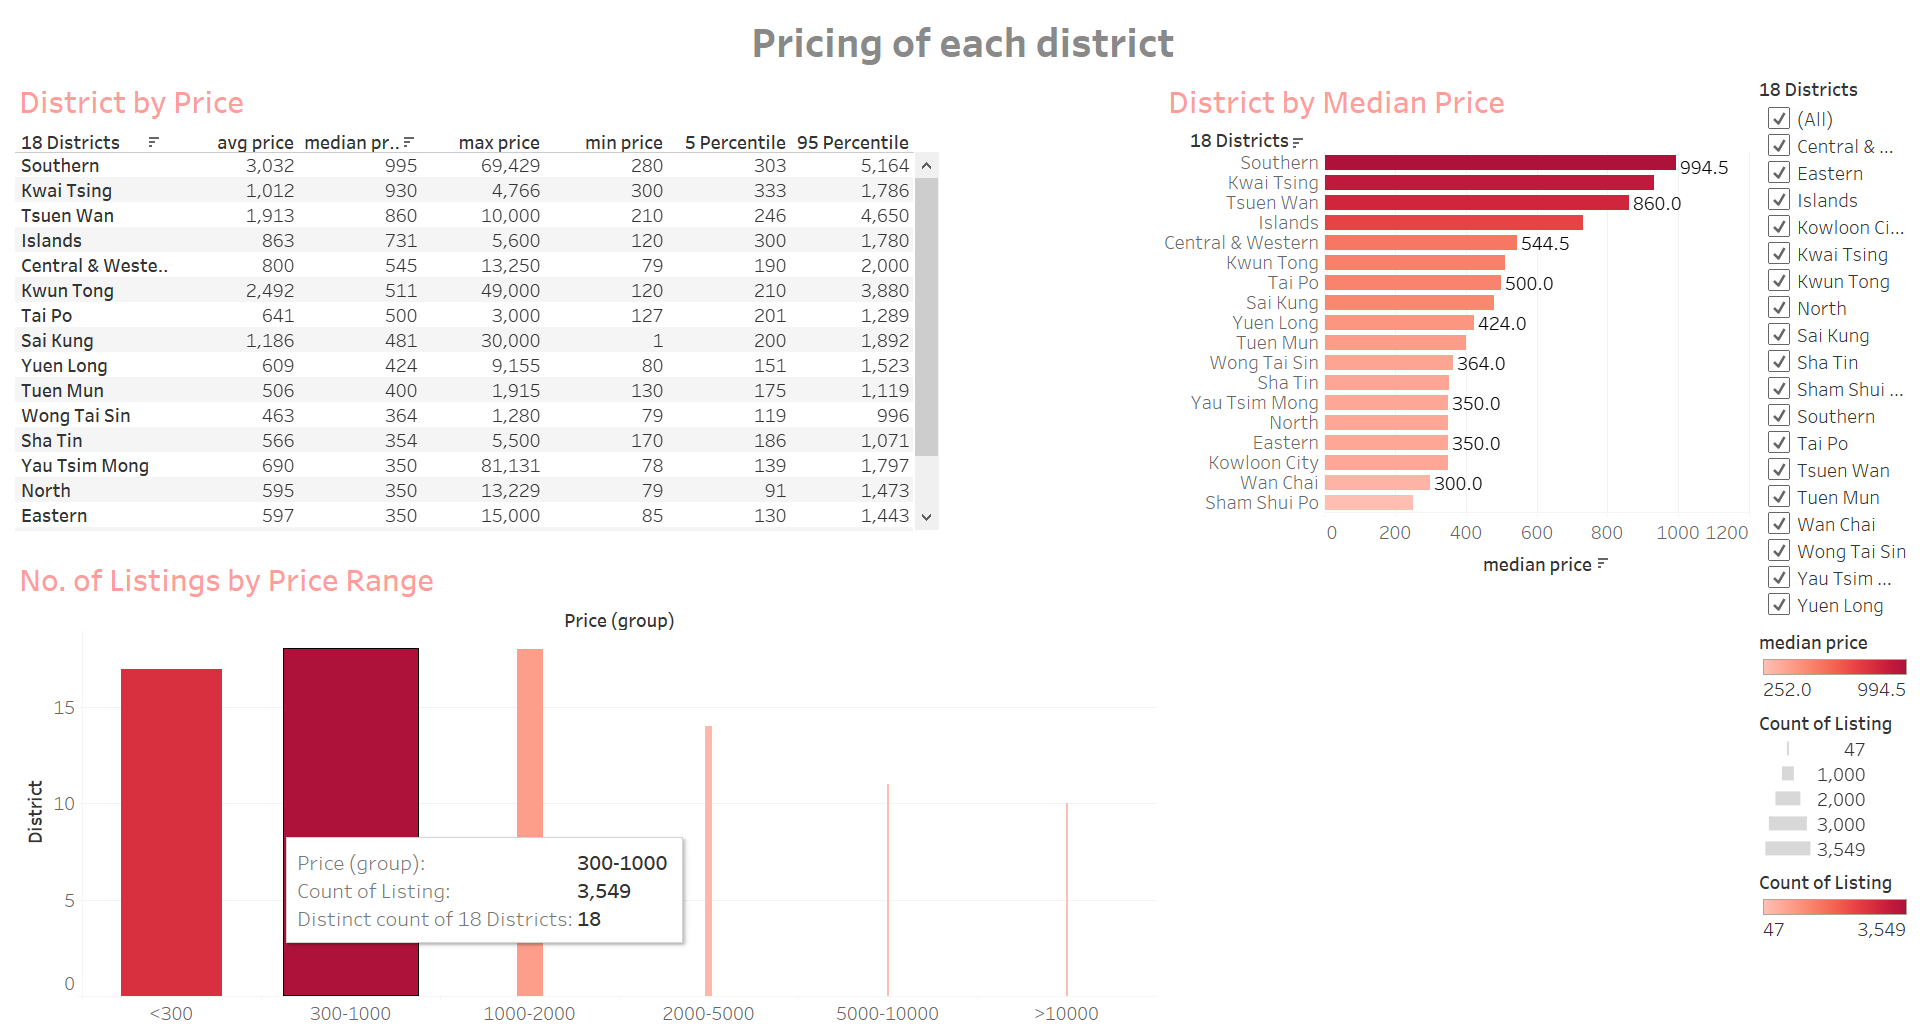 Pricing of each district
District by Price
18 Districts avg price median pr.. max price min price 5 Percentile 95 Percentile
Southern 3,032 995 69,429 280 303 5,164
Kwai Tsing 1,012 930 4,766 300 333 1,786
Tsuen Wan 1,913 860 10,000 210 246 4,650
Islands 863 731 5,600 120 300 1,780
Central & Weste.. 800 545 13,250 79 190 2,000
Kwun Tong 2,492 511 49,000 120 210 3,880
Tai Po 641 500 3,000 127 201 1,289
Sai Kung 1,186 481 30,000 1 200 1,892
Yuen Long 609 424 9,155 80 151 1,523
Tuen Mun 506 400 1,915 130 175 1,119
Wong Tai Sin 463 364 1,280 79 119 996
Sha Tin 566 354 5,500 170 186 1,071
Yau Tsim Mong 690 350 81,131 78 139 1,797
North 595 350 13,229 79 91 1,473
Eastern 597 350 15,000 85 130 1,443
District by Median Price
18 Districts
Southern 994.5
Kwai Tsing
Tsuen Wan 860.0
Islands
Central & Western 544.5
Kwun Tong
Tai Po 500.0
Sai Kung
Yuen Long 424.0
Tuen Mun
Wong Tai Sin 364.0
Sha Tin
Yau Tsim Mong 350.0
North
Eastern 350.0
Kowloon City
Wan Chai 300.0
Sham Shui Po
0 200 400 600 800 1000 1200
median price
18 Districts
(All)
Central & ...
Eastern
Islands
Kowloon Ci...
Kwai Tsing
Kwun Tong
North
Sai Kung
Sha Tin
Sham Shui ...
Southern
Tai Po
Tsuen Wan
Tuen Mun
Wan Chai
Wong Tai Sin
Yau Tsim ...
Yuen Long
median price
252.0 994.5
Count of Listing
47
1,000
2,000
3,000
3,549
Count of Listing
47 3,549
No. of Listings by Price Range
Price (group)
District
15
10
5
0
Price (group): 300-1000
Count of Listing: 3,549
Distinct count of 18 Districts: 18
<300 300-1000 1000-2000 2000-5000 5000-10000 >10000